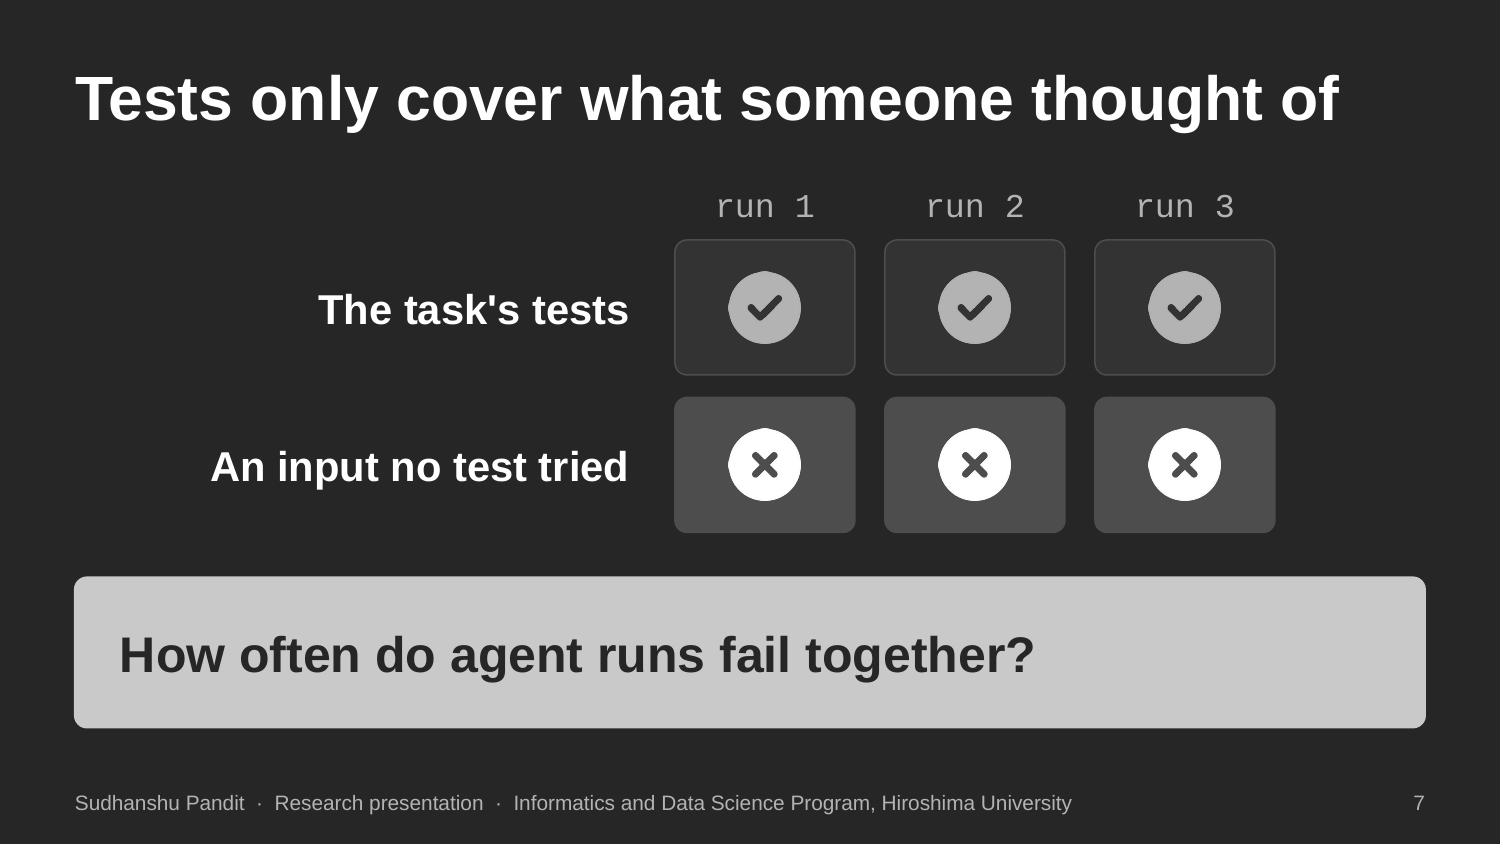 Tests only cover what someone thought of
run 1 run 2 run 3
The task's tests
An input no test tried
How often do agent runs fail together?
Sudhanshu Pandit · Research presentation · Informatics and Data Science Program, Hiroshima University 7